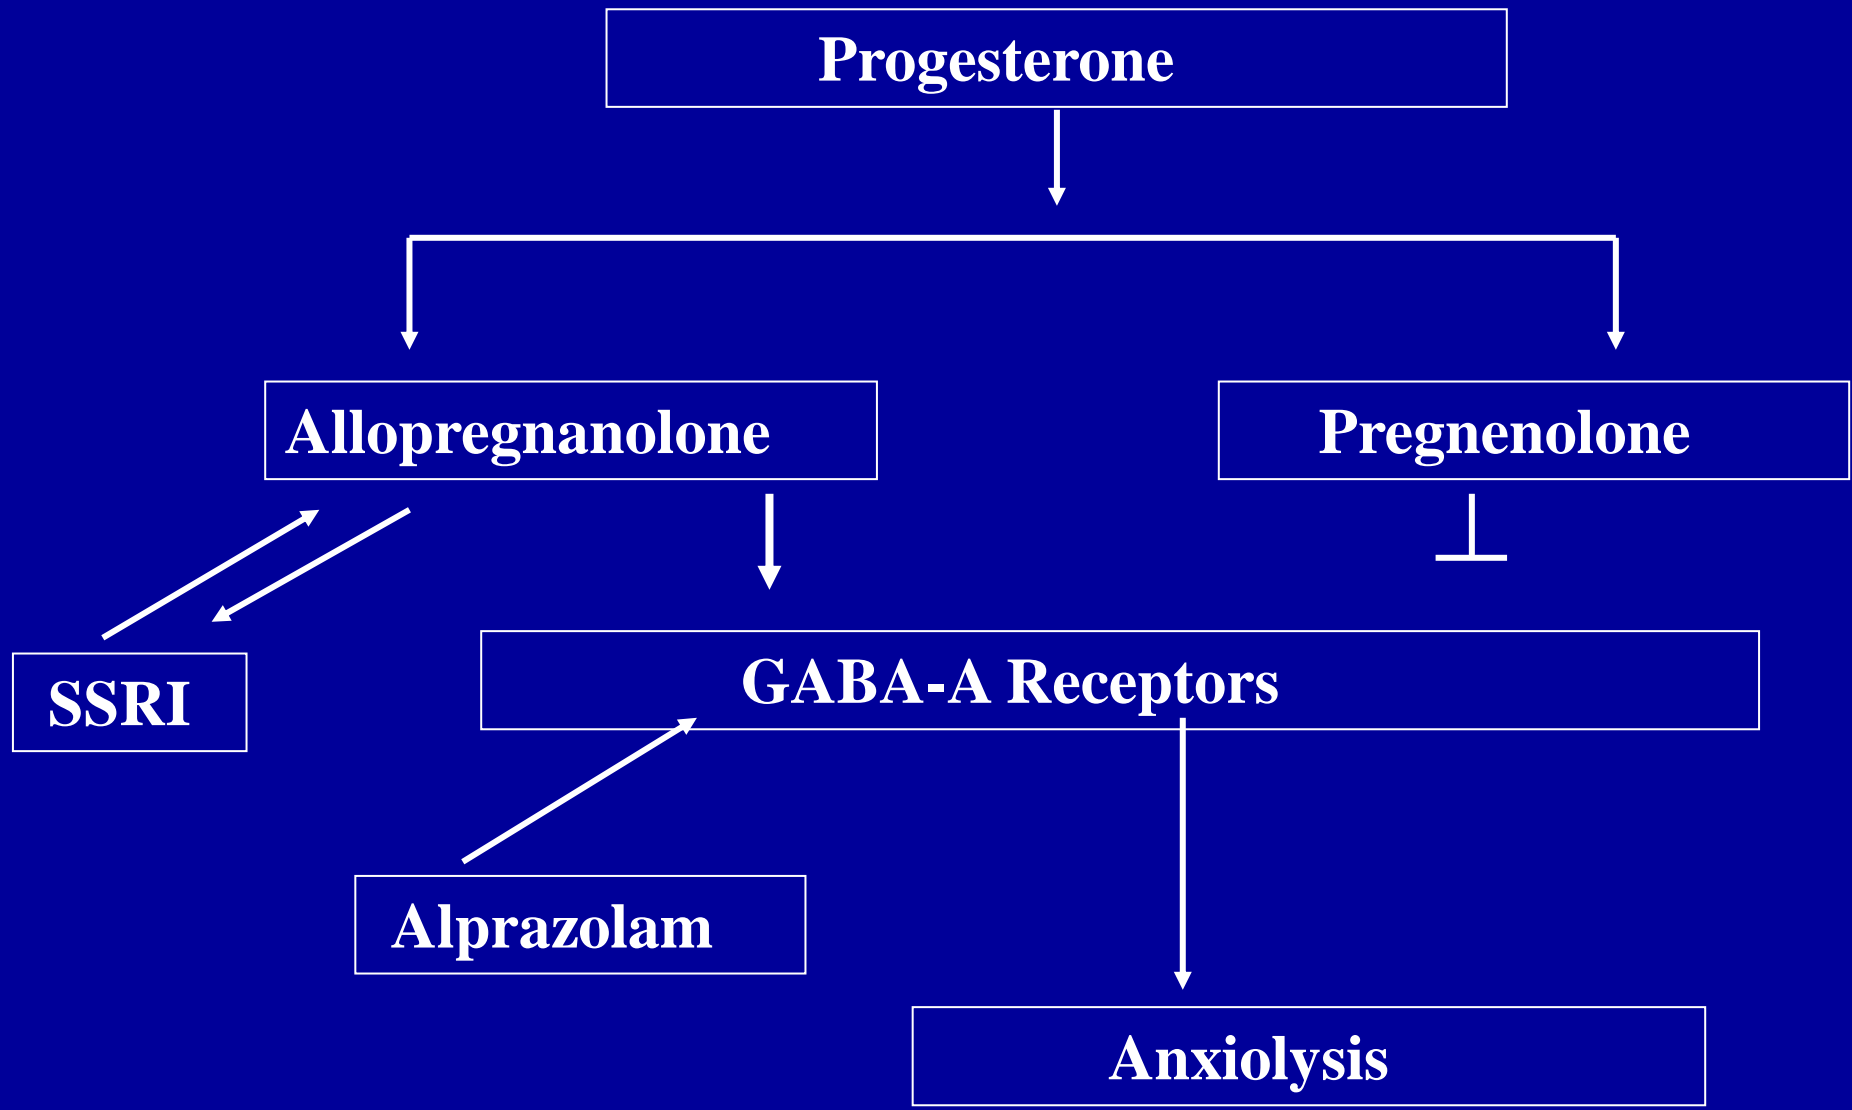 Progesterone
Allopregnanolone
Pregnenolone
GABA-A Receptors
SSRI
Alprazolam
Anxiolysis